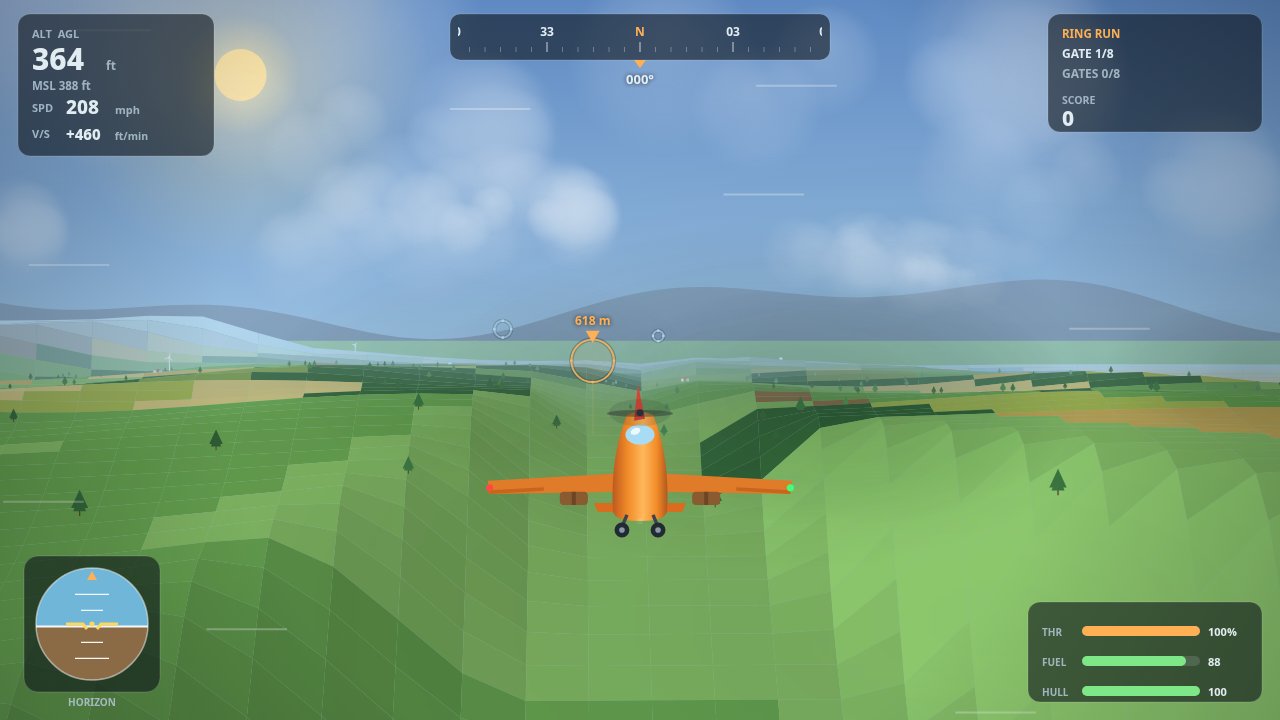 ALT AGL
364 ft
MSL 388 ft
SPD 208 mph
V/S +460 ft/min
33 N 03
000°
RING RUN
GATE 1/8
GATES 0/8
SCORE
0
618 m
HORIZON
THR 100%
FUEL 88
HULL 100